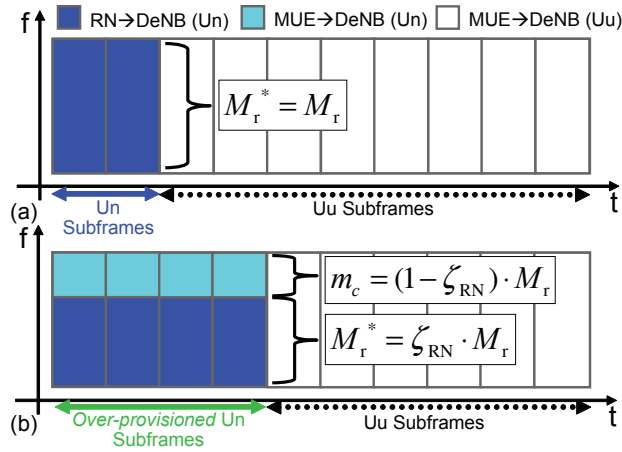 f
RN→DeNB (Un) MUE→DeNB (Un) MUE→DeNB (Uu)
M_r^* = M_r
(a)
Un
Subframes
Uu Subframes
t
f
m_c = (1−ζ_RN)·M_r
M_r^* = ζ_RN·M_r
(b)
Over-provisioned Un
Subframes
Uu Subframes
t